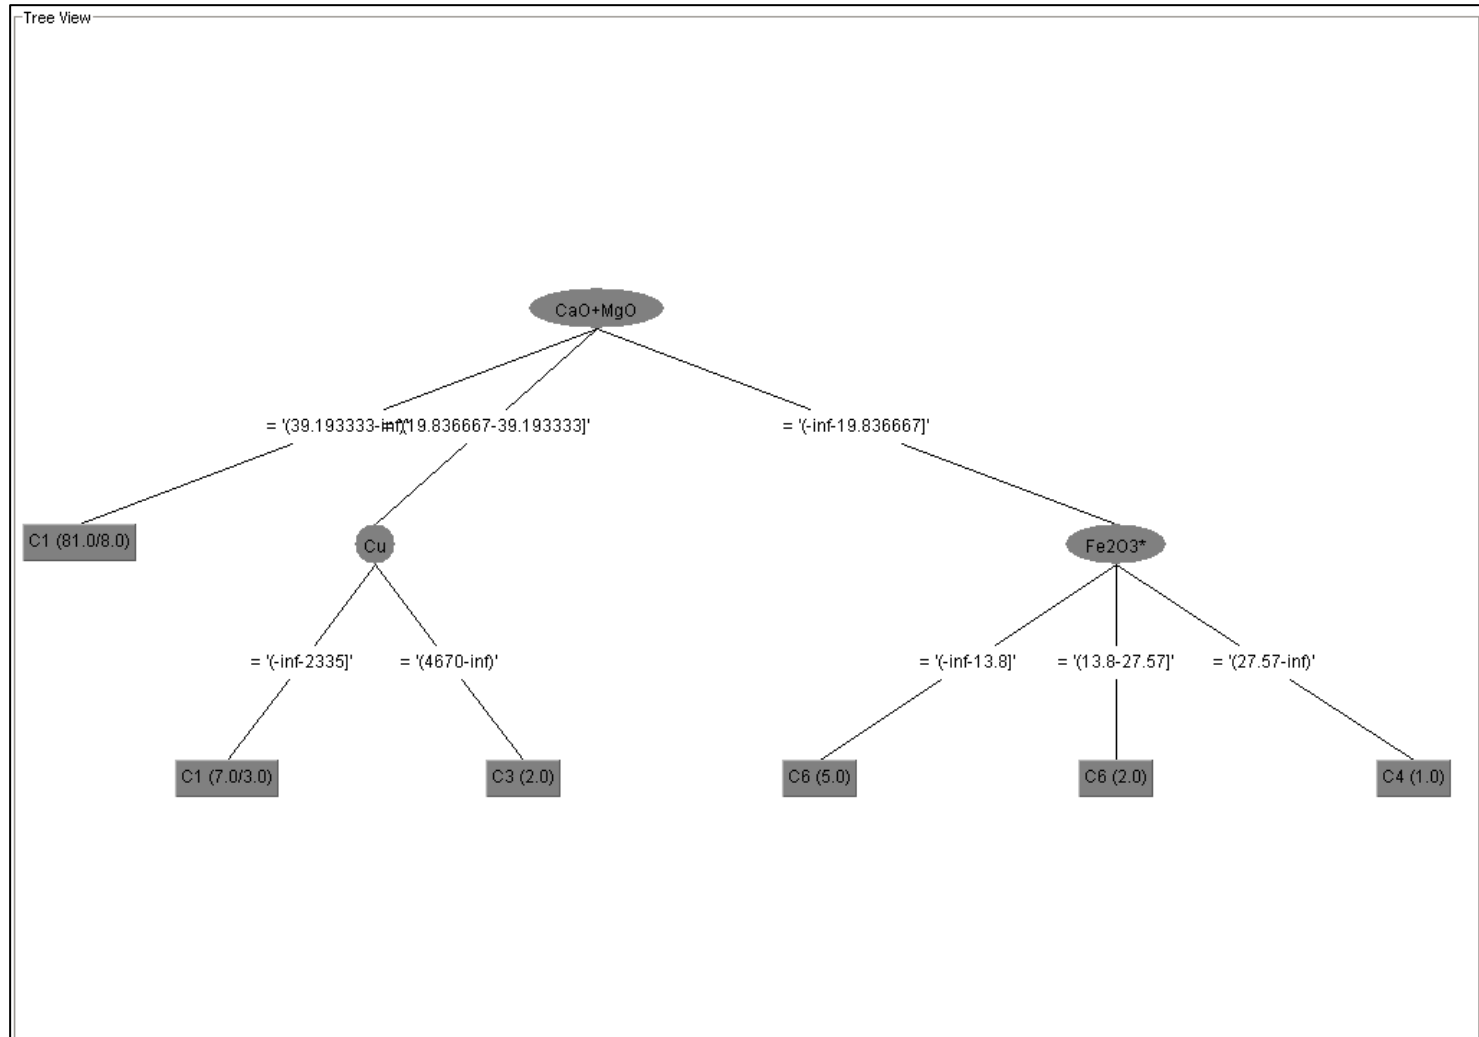 Tree View
CaO+MgO
= '(39.193333-inf)'
= '(19.836667-39.193333]'
= '(-inf-19.836667]'
C1 (81.0/8.0)
Cu
Fe2O3*
= '(-inf-2335]'
= '(4670-inf)'
= '(-inf-13.8]'
= '(13.8-27.57]'
= '(27.57-inf)'
C1 (7.0/3.0)
C3 (2.0)
C6 (5.0)
C6 (2.0)
C4 (1.0)